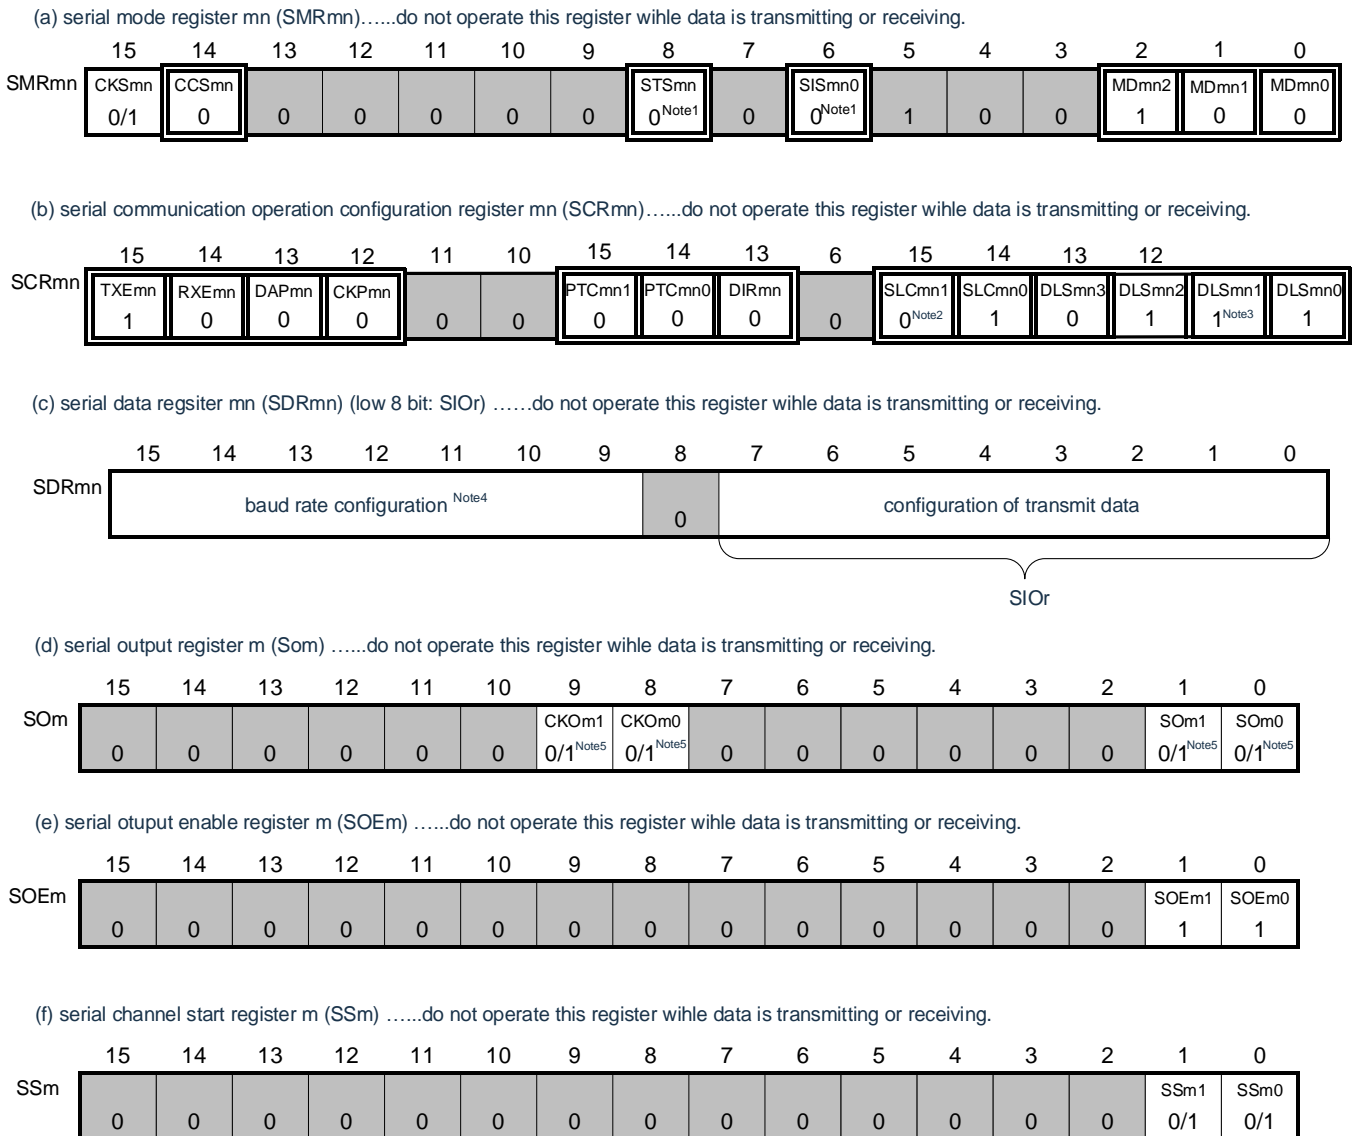 (a) serial mode register mn (SMRmn)…...do not operate this register wihle data is transmitting or receiving.
15 14 13 12 11 10 9 8 7 6 5 4 3 2 1 0
SMRmn CKSmn CCSmn STSmn SISmn0 MDmn2 MDmn1 MDmn0
0/1 0 0 0 0 0 0 0Note1 0 0Note1 1 0 0 1 0 0
(b) serial communication operation configuration register mn (SCRmn)…...do not operate this register wihle data is transmitting or receiving.
15 14 13 12 11 10 15 14 13 6 15 14 13 12
SCRmn TXEmn RXEmn DAPmn CKPmn PTCmn1 PTCmn0 DIRmn SLCmn1 SLCmn0 DLSmn3 DLSmn2 DLSmn1 DLSmn0
1 0 0 0 0 0 0 0 0 0 0Note2 1 0 1 1Note3 1
(c) serial data regsiter mn (SDRmn) (low 8 bit: SIOr) ……do not operate this register wihle data is transmitting or receiving.
15 14 13 12 11 10 9 8 7 6 5 4 3 2 1 0
SDRmn baud rate configuration Note4 configuration of transmit data
0
SIOr
(d) serial output register m (Som) …...do not operate this register wihle data is transmitting or receiving.
15 14 13 12 11 10 9 8 7 6 5 4 3 2 1 0
SOm CKOm1 CKOm0 SOm1 SOm0
0 0 0 0 0 0 0/1Note5 0/1Note5 0 0 0 0 0 0 0/1Note5 0/1Note5
(e) serial otuput enable register m (SOEm) …...do not operate this register wihle data is transmitting or receiving.
15 14 13 12 11 10 9 8 7 6 5 4 3 2 1 0
SOEm SOEm1 SOEm0
0 0 0 0 0 0 0 0 0 0 0 0 0 0 1 1
(f) serial channel start register m (SSm) …...do not operate this register wihle data is transmitting or receiving.
15 14 13 12 11 10 9 8 7 6 5 4 3 2 1 0
SSm SSm1 SSm0
0 0 0 0 0 0 0 0 0 0 0 0 0 0 0/1 0/1